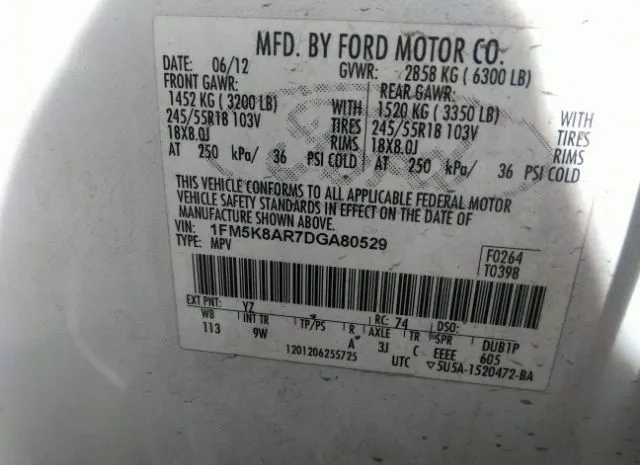 MFD. BY FORD MOTOR CO.
DATE: 06/12 GVWR: 2858 KG ( 6300 LB)
FRONT GAWR: REAR GAWR:
1452 KG ( 3200 LB) WITH 1520 KG ( 3350 LB) WITH
245/55R18 103V TIRES 245/55R18 103V TIRES
18X8.0J RIMS 18X8.0J RIMS
AT 250 kPa/ 36 PSI COLD AT 250 kPa/ 36 PSI COLD
THIS VEHICLE CONFORMS TO ALL APPLICABLE FEDERAL MOTOR
VEHICLE SAFETY STANDARDS IN EFFECT ON THE DATE OF
MANUFACTURE SHOWN ABOVE.
VIN: 1FM5K8AR7DGA80529
TYPE: MPV
F0264
T0398
EXT PNT: YZ RC: 74 DSO:
WB INT TR TP/PS R AXLE TR SPR DUB1P
113 9W A 3J C EEEE 605
1201206255725 UTC ▽5U5A-1520472-BA